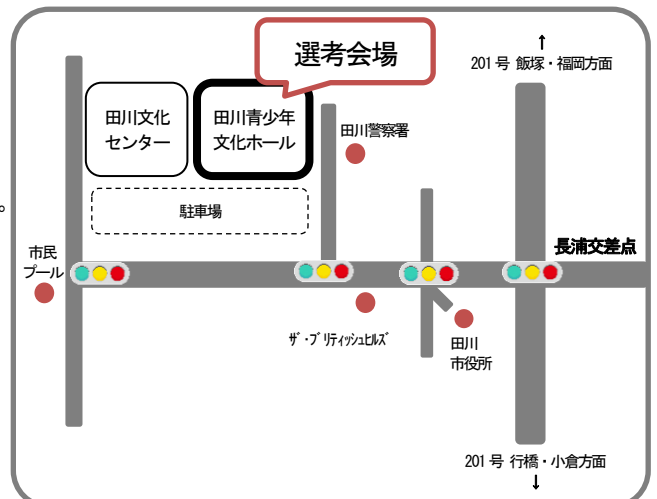 選考会場
↑
201号 飯塚・福岡方面
田川文化
センター
田川青少年
文化ホール
田川警察署
。
駐車場
長浦交差点
市民
プール
ザ・ブリティッシュヒルズ
田川
市役所
201号 行橋・小倉方面
↓